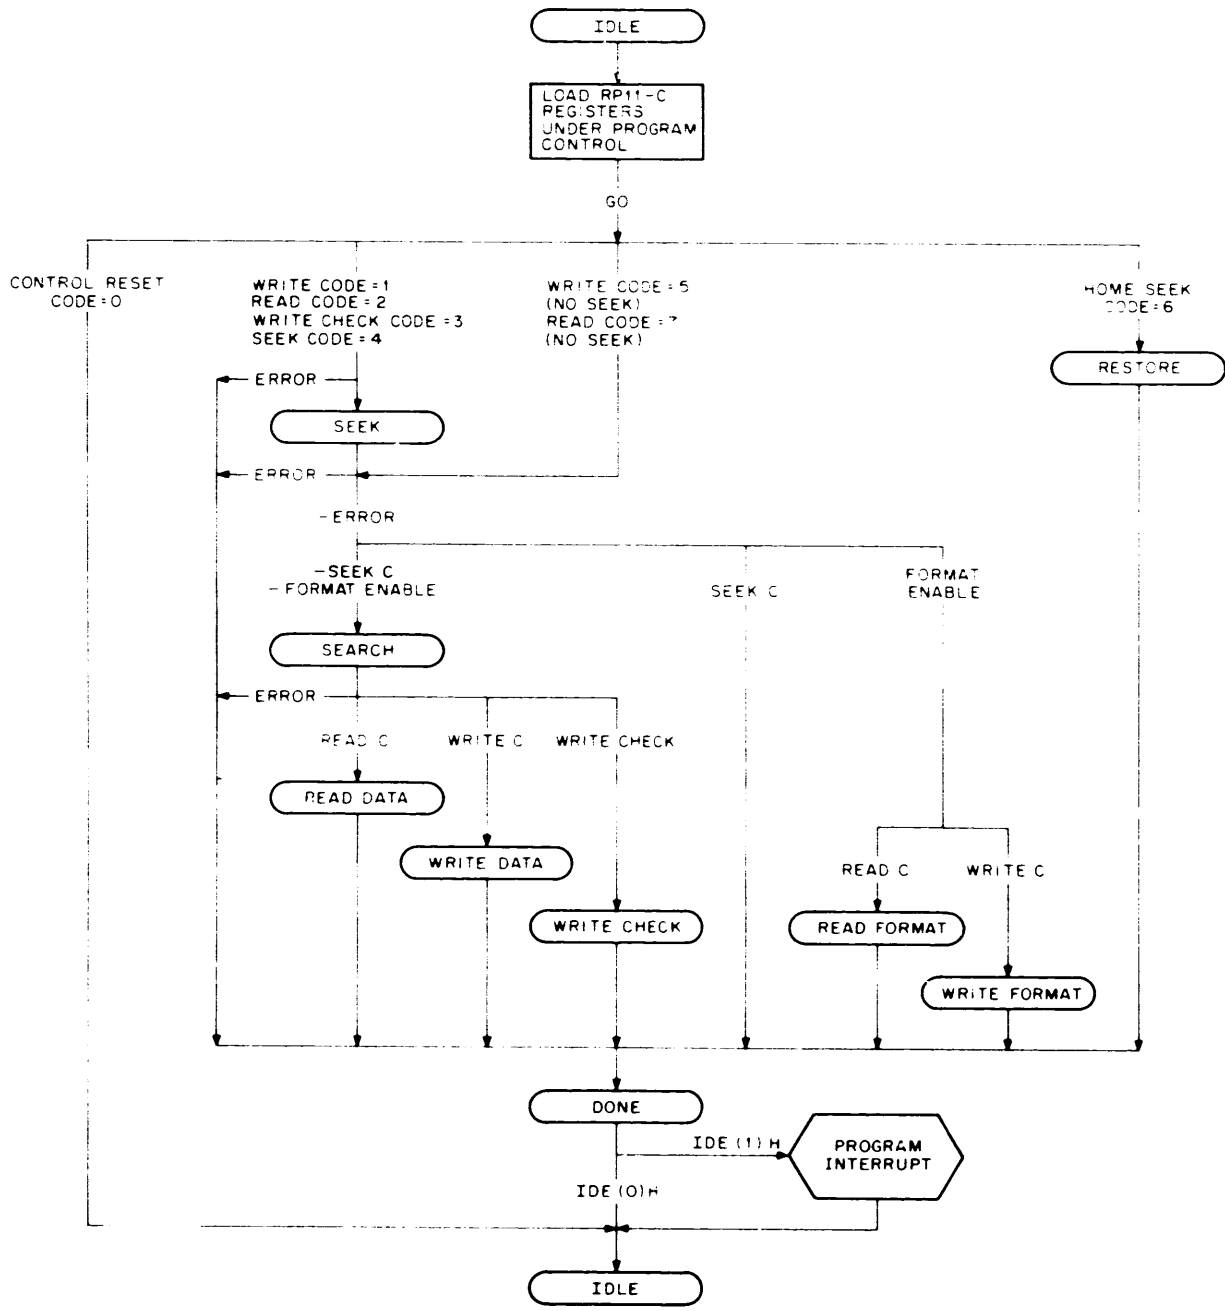 IDLE
LOAD RP11-C
REGISTERS
UNDER PROGRAM
CONTROL
GO
CONTROL RESET
CODE=0
WRITE CODE=1
READ CODE=2
WRITE CHECK CODE=3
SEEK CODE=4
WRITE CODE=5
(NO SEEK)
READ CODE=7
(NO SEEK)
HOME SEEK
CODE=6
RESTORE
ERROR
SEEK
ERROR
-ERROR
-SEEK C
-FORMAT ENABLE
SEEK C
FORMAT
ENABLE
SEARCH
ERROR
READ C
WRITE C
WRITE CHECK
READ DATA
WRITE DATA
READ C
WRITE C
WRITE CHECK
READ FORMAT
WRITE FORMAT
DONE
IDE (1) H
PROGRAM
INTERRUPT
IDE (0) H
IDLE